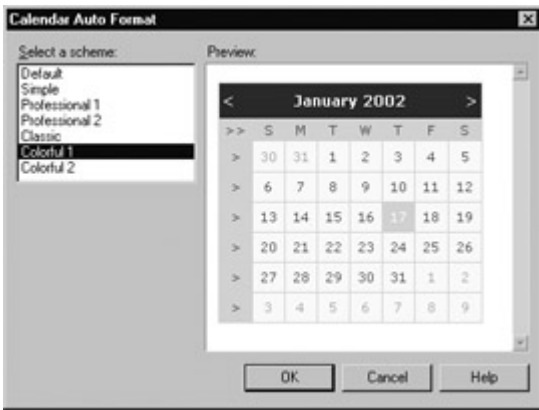 Calendar Auto Format
Select a scheme:
Default
Simple
Professional 1
Professional 2
Classic
Colorful 1
Colorful 2
Preview:
< January 2002 >
>> S M T W T F S
> 30 31 1 2 3 4 5
> 6 7 8 9 10 11 12
> 13 14 15 16 17 18 19
> 20 21 22 23 24 25 26
> 27 28 29 30 31 1 2
> 3 4 5 6 7 8 9
OK Cancel Help